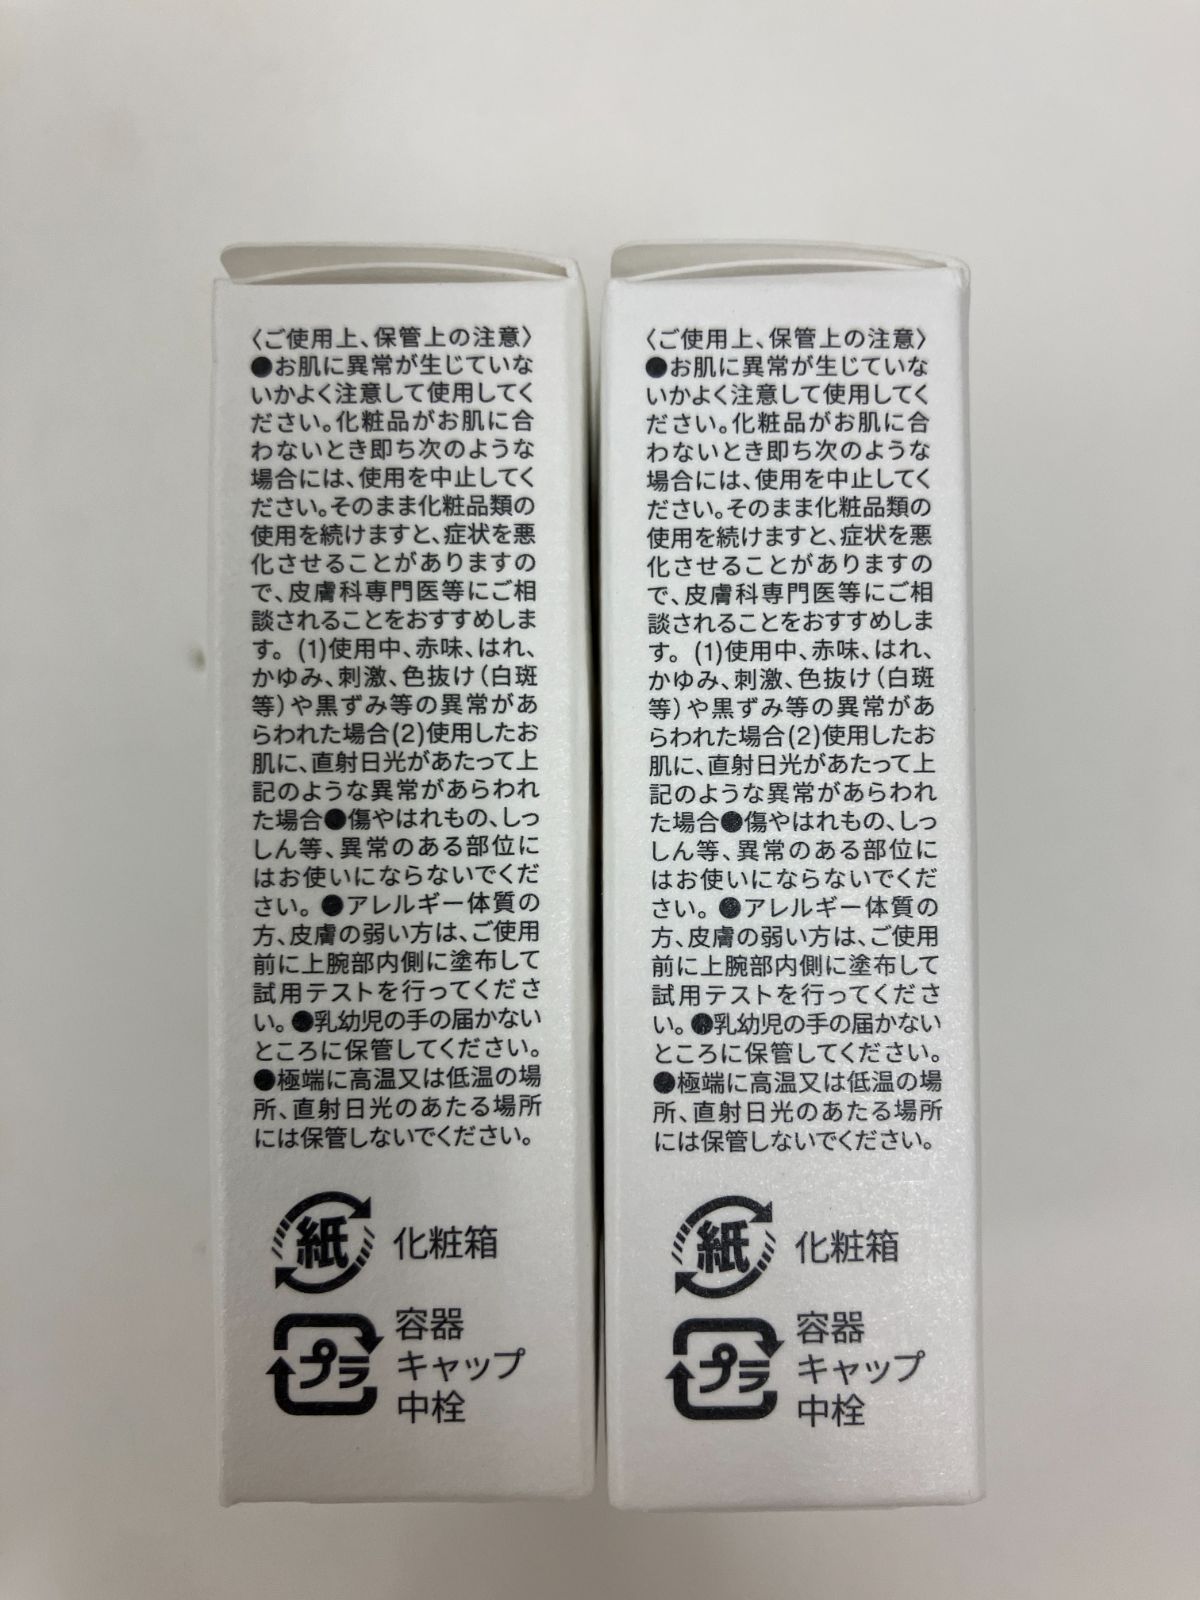 〈ご使用上、保管上の注意〉
●お肌に異常が生じていな
いかよく注意して使用してく
ださい。化粧品がお肌に合
わないとき即ち次のような
場合には、使用を中止してく
ださい。そのまま化粧品類の
使用を続けますと、症状を悪
化させることがありますの
で、皮膚科専門医等にご相
談されることをおすすめしま
す。(1)使用中、赤味、はれ、
かゆみ、刺激、色抜け(白斑
等)や黒ずみ等の異常があ
らわれた場合(2)使用したお
肌に、直射日光があたって上
記のような異常があらわれ
た場合●傷やはれもの、しっ
しん等、異常のある部位に
はお使いにならないでくだ
さい。●アレルギー体質の
方、皮膚の弱い方は、ご使用
前に上腕部内側に塗布して
試用テストを行ってくださ
い。●乳幼児の手の届かない
ところに保管してください。
●極端に高温又は低温の場
所、直射日光のあたる場所
には保管しないでください。
紙 化粧箱
容器
プラ キャップ
中栓
〈ご使用上、保管上の注意〉
●お肌に異常が生じていな
いかよく注意して使用してく
ださい。化粧品がお肌に合
わないとき即ち次のような
場合には、使用を中止してく
ださい。そのまま化粧品類の
使用を続けますと、症状を悪
化させることがありますの
で、皮膚科専門医等にご相
談されることをおすすめしま
す。(1)使用中、赤味、はれ、
かゆみ、刺激、色抜け(白斑
等)や黒ずみ等の異常があ
らわれた場合(2)使用したお
肌に、直射日光があたって上
記のような異常があらわれ
た場合●傷やはれもの、しっ
しん等、異常のある部位に
はお使いにならないでくだ
さい。●アレルギー体質の
方、皮膚の弱い方は、ご使用
前に上腕部内側に塗布して
試用テストを行ってくださ
い。●乳幼児の手の届かない
ところに保管してください。
●極端に高温又は低温の場
所、直射日光のあたる場所
には保管しないでください。
紙 化粧箱
容器
プラ キャップ
中栓